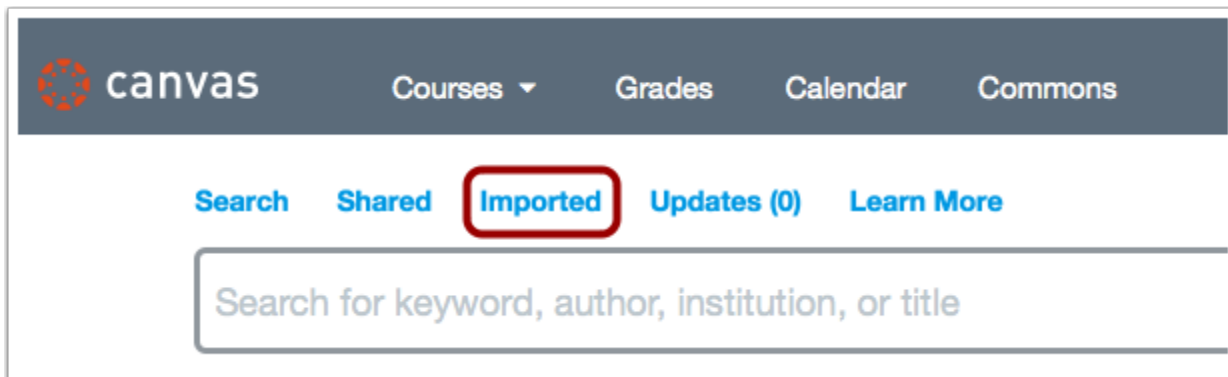 canvas Courses Grades Calendar Commons
Search Shared Imported Updates (0) Learn More
Search for keyword, author, institution, or title